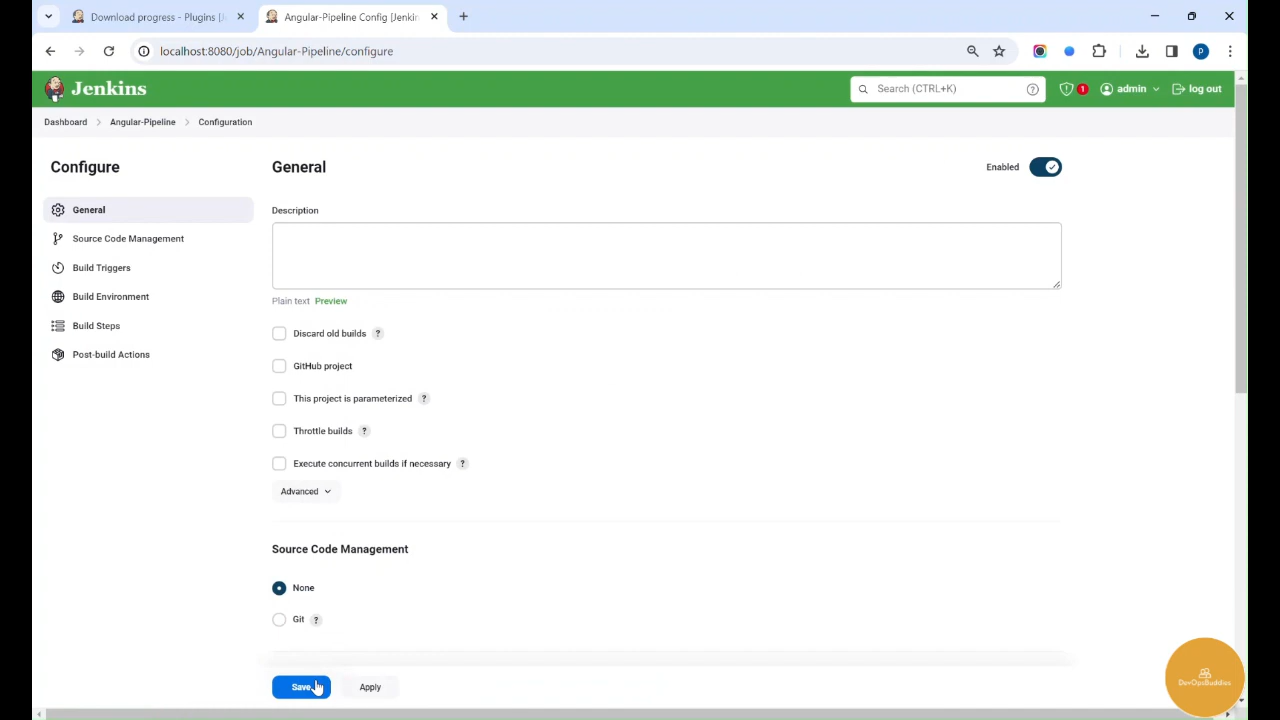 Download progress - Plugins [J
Angular-Pipeline Config [Jenkin
localhost:8080/job/Angular-Pipeline/configure
P
Jenkins
Search (CTRL+K)
?
1
admin
log out
Dashboard
Angular-Pipeline
Configuration
Configure
General
Source Code Management
Build Triggers
Build Environment
Build Steps
Post-build Actions
General
Enabled
Description
Plain text Preview
Discard old builds ?
GitHub project
This project is parameterized ?
Throttle builds ?
Execute concurrent builds if necessary ?
Advanced
Source Code Management
None
Git ?
Save
Apply
DevOpsBuddies